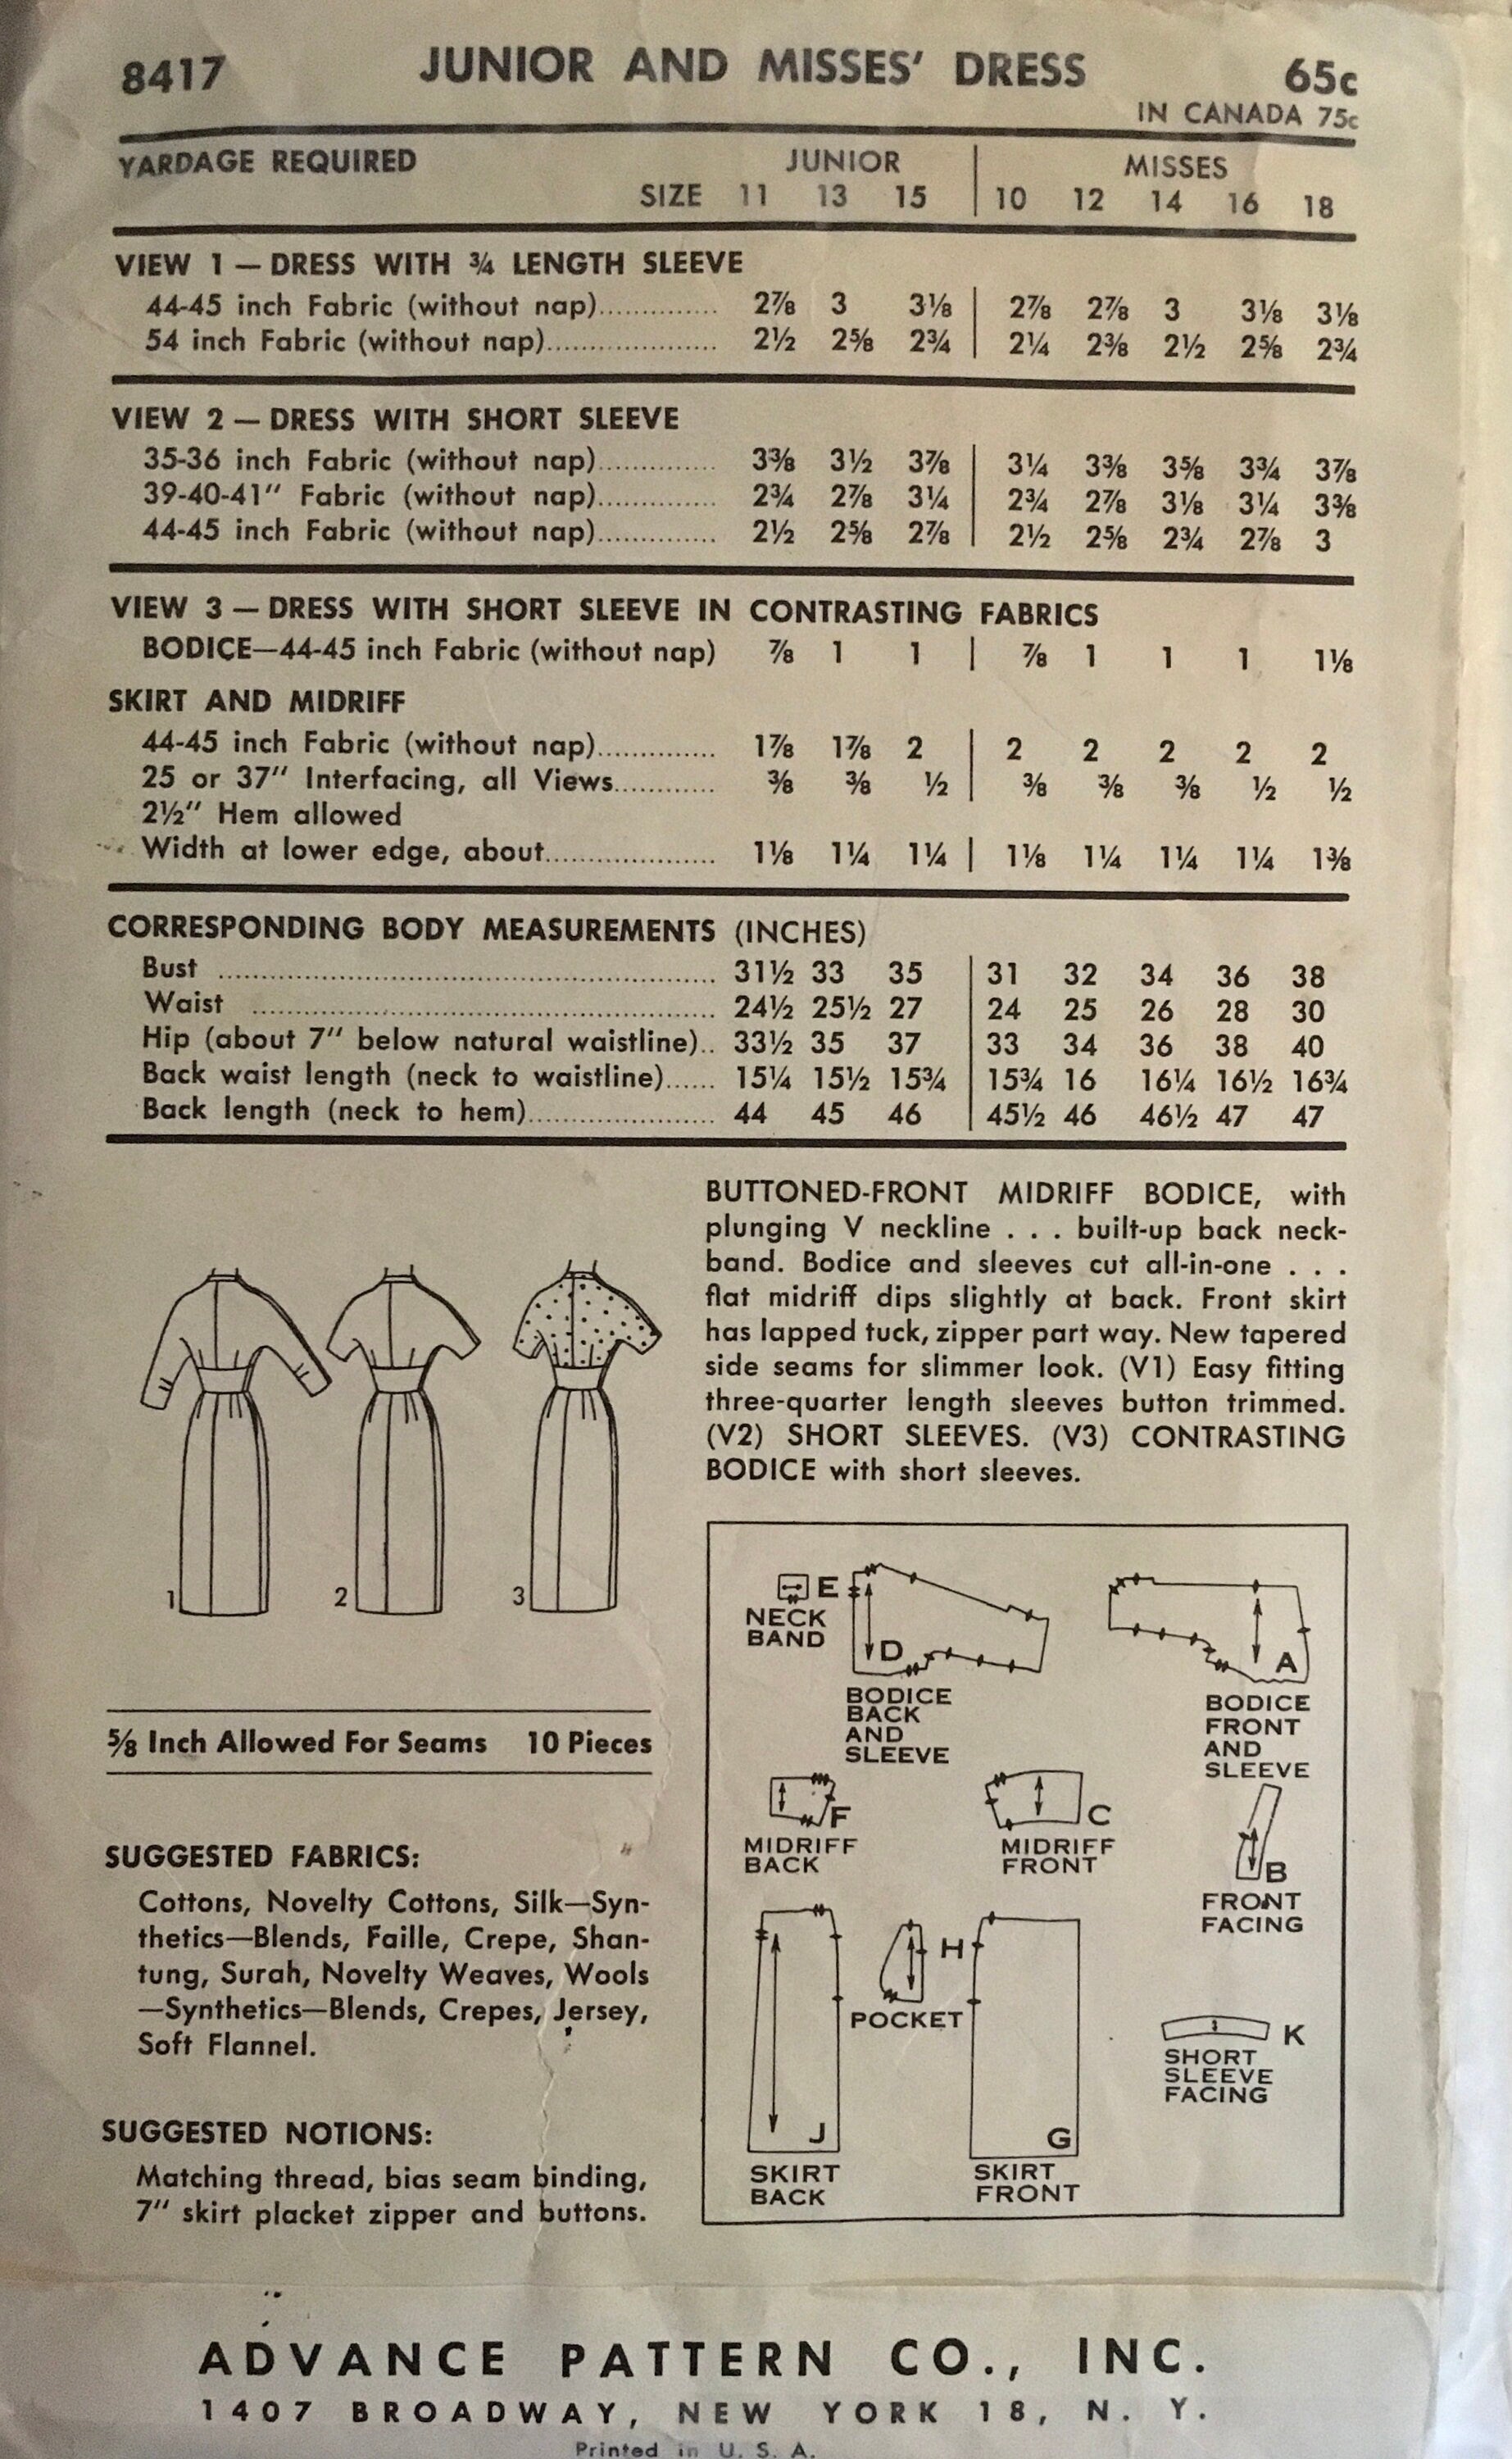 8417 JUNIOR AND MISSES' DRESS 65c
IN CANADA 75c
YARDAGE REQUIRED JUNIOR MISSES
SIZE 11 13 15 10 12 14 16 18
VIEW 1 — DRESS WITH ¾ LENGTH SLEEVE
44-45 inch Fabric (without nap).............. 2⅞ 3 3⅛ 2⅞ 2⅞ 3 3⅛ 3⅛
54 inch Fabric (without nap)..................... 2½ 2⅝ 2¾ 2¼ 2⅜ 2½ 2⅝ 2¾
VIEW 2 — DRESS WITH SHORT SLEEVE
35-36 inch Fabric (without nap).............. 3⅜ 3½ 3⅞ 3¼ 3⅜ 3⅝ 3¾ 3⅞
39-40-41" Fabric (without nap).............. 2¾ 2⅞ 3¼ 2¾ 2⅞ 3⅛ 3¼ 3⅜
44-45 inch Fabric (without nap).............. 2½ 2⅝ 2⅞ 2½ 2⅝ 2¾ 2⅞ 3
VIEW 3 — DRESS WITH SHORT SLEEVE IN CONTRASTING FABRICS
BODICE—44-45 inch Fabric (without nap) ⅞ 1 1 ⅞ 1 1 1 1⅛
SKIRT AND MIDRIFF
44-45 inch Fabric (without nap).............. 1⅞ 1⅞ 2 2 2 2 2 2
25 or 37" Interfacing, all Views............ ⅜ ⅜ ½ ⅜ ⅜ ⅜ ½ ½
2½" Hem allowed
Width at lower edge, about..................... 1⅛ 1¼ 1¼ 1⅛ 1¼ 1¼ 1¼ 1⅜
CORRESPONDING BODY MEASUREMENTS (INCHES)
Bust ............................................................. 31½ 33 35 31 32 34 36 38
Waist ......................................................... 24½ 25½ 27 24 25 26 28 30
Hip (about 7" below natural waistline).. 33½ 35 37 33 34 36 38 40
Back waist length (neck to waistline)...... 15¼ 15½ 15¾ 15¾ 16 16¼ 16½ 16¾
Back length (neck to hem)....................... 44 45 46 45½ 46 46½ 47 47
BUTTONED-FRONT MIDRIFF BODICE, with
plunging V neckline . . . built-up back neck-
band. Bodice and sleeves cut all-in-one . . .
flat midriff dips slightly at back. Front skirt
has lapped tuck, zipper part way. New tapered
side seams for slimmer look. (V1) Easy fitting
three-quarter length sleeves button trimmed.
(V2) SHORT SLEEVES. (V3) CONTRASTING
BODICE with short sleeves.
1 2 3
⅝ Inch Allowed For Seams 10 Pieces
SUGGESTED FABRICS:
Cottons, Novelty Cottons, Silk—Syn-
thetics—Blends, Faille, Crepe, Shan-
tung, Surah, Novelty Weaves, Wools
—Synthetics—Blends, Crepes, Jersey,
Soft Flannel.
SUGGESTED NOTIONS:
Matching thread, bias seam binding,
7" skirt placket zipper and buttons.
E
NECK
BAND
D
BODICE
BACK
AND
SLEEVE
A
BODICE
FRONT
AND
SLEEVE
F
MIDRIFF
BACK
C
MIDRIFF
FRONT
B
FRONT
FACING
J
SKIRT
BACK
H
POCKET
G
SKIRT
FRONT
K
SHORT
SLEEVE
FACING
ADVANCE PATTERN CO., INC.
1407 BROADWAY, NEW YORK 18, N. Y.
Printed in U. S. A.